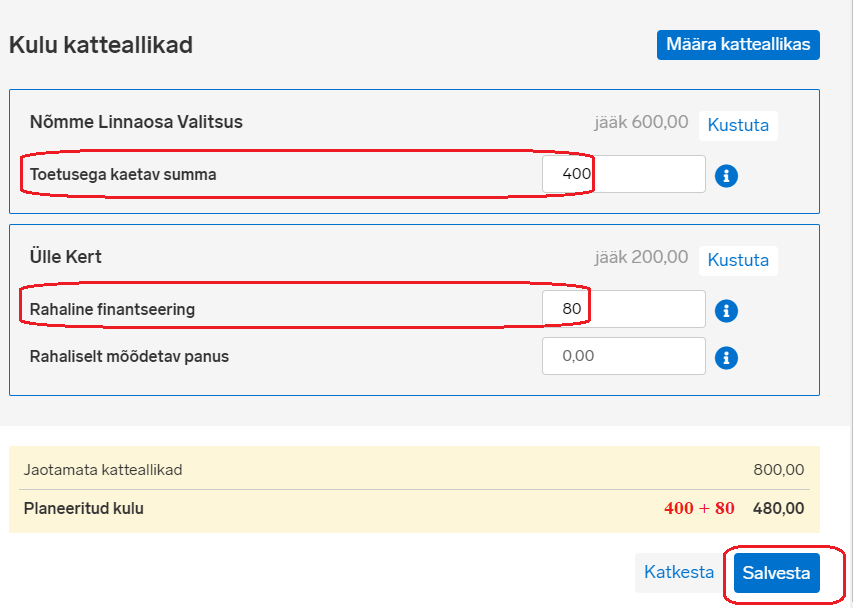 Kulu katteallikad
Määra katteallikas
Nõmme Linnaosa Valitsus jääk 600,00 Kustuta
Toetusega kaetav summa 400
Ülle Kert jääk 200,00 Kustuta
Rahaline finantseering 80
Rahaliselt mõõdetav panus 0,00
Jaotamata katteallikad 800,00
Planeeritud kulu 400 + 80 480,00
Katkesta Salvesta